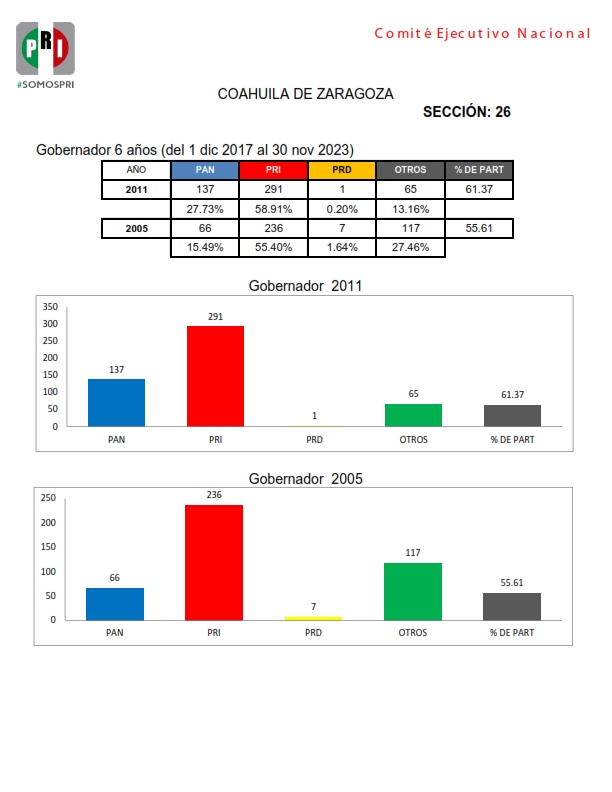 Comité Ejecutivo Nacional
PRI
#SOMOSPRI
COAHUILA DE ZARAGOZA
SECCIÓN: 26
Gobernador 6 años (del 1 dic 2017 al 30 nov 2023)
AÑO PAN PRI PRD OTROS % DE PART
2011 137 291 1 65 61.37
27.73% 58.91% 0.20% 13.16%
2005 66 236 7 117 55.61
15.49% 55.40% 1.64% 27.46%
Gobernador 2011
350
300
250
200
150
100
50
0
137 291 1 65 61.37
PAN PRI PRD OTROS % DE PART
Gobernador 2005
250
200
150
100
50
0
66 236 7 117 55.61
PAN PRI PRD OTROS % DE PART